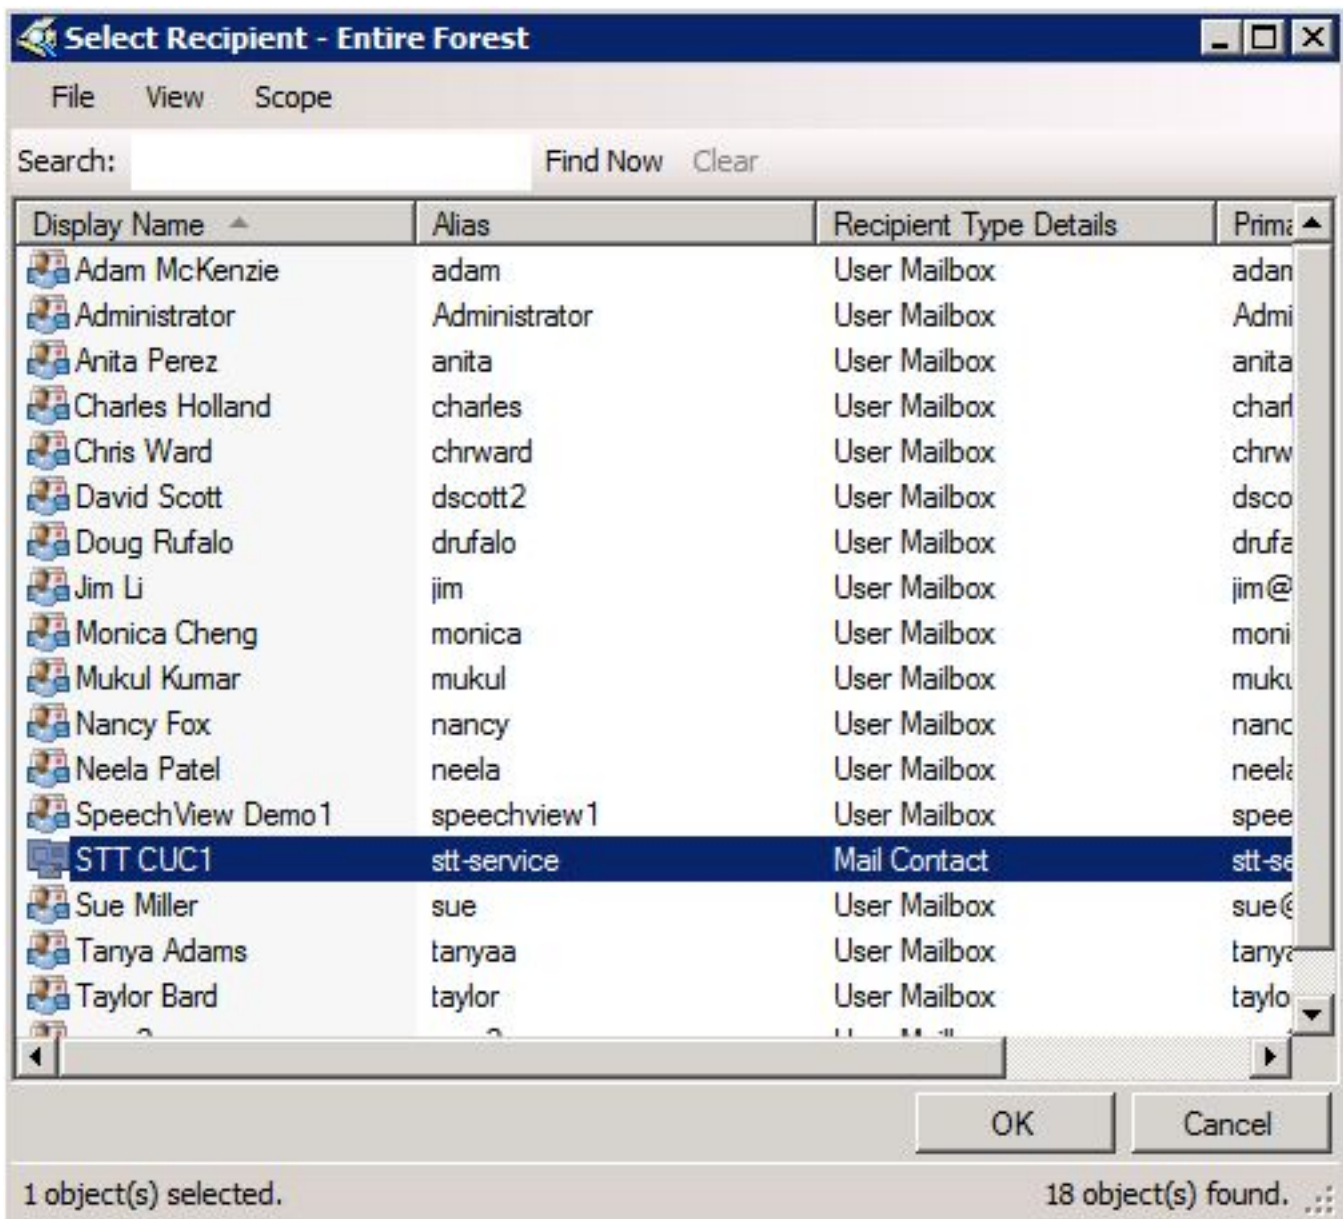 Select Recipient - Entire Forest
File View Scope
Search: Find Now Clear
Display Name Alias Recipient Type Details Prima
Adam McKenzie adam User Mailbox adam
Administrator Administrator User Mailbox Admi
Anita Perez anita User Mailbox anita
Charles Holland charles User Mailbox charl
Chris Ward chrward User Mailbox chrw
David Scott dscott2 User Mailbox dsco
Doug Rufalo drufalo User Mailbox drufa
Jim Li jim User Mailbox jim@
Monica Cheng monica User Mailbox moni
Mukul Kumar mukul User Mailbox muku
Nancy Fox nancy User Mailbox nanc
Neela Patel neela User Mailbox neela
SpeechView Demo1 speechview1 User Mailbox spee
STT CUC1 stt-service Mail Contact stt-se
Sue Miller sue User Mailbox sue@
Tanya Adams tanyaa User Mailbox tanya
Taylor Bard taylor User Mailbox taylo
OK Cancel
1 object(s) selected. 18 object(s) found.